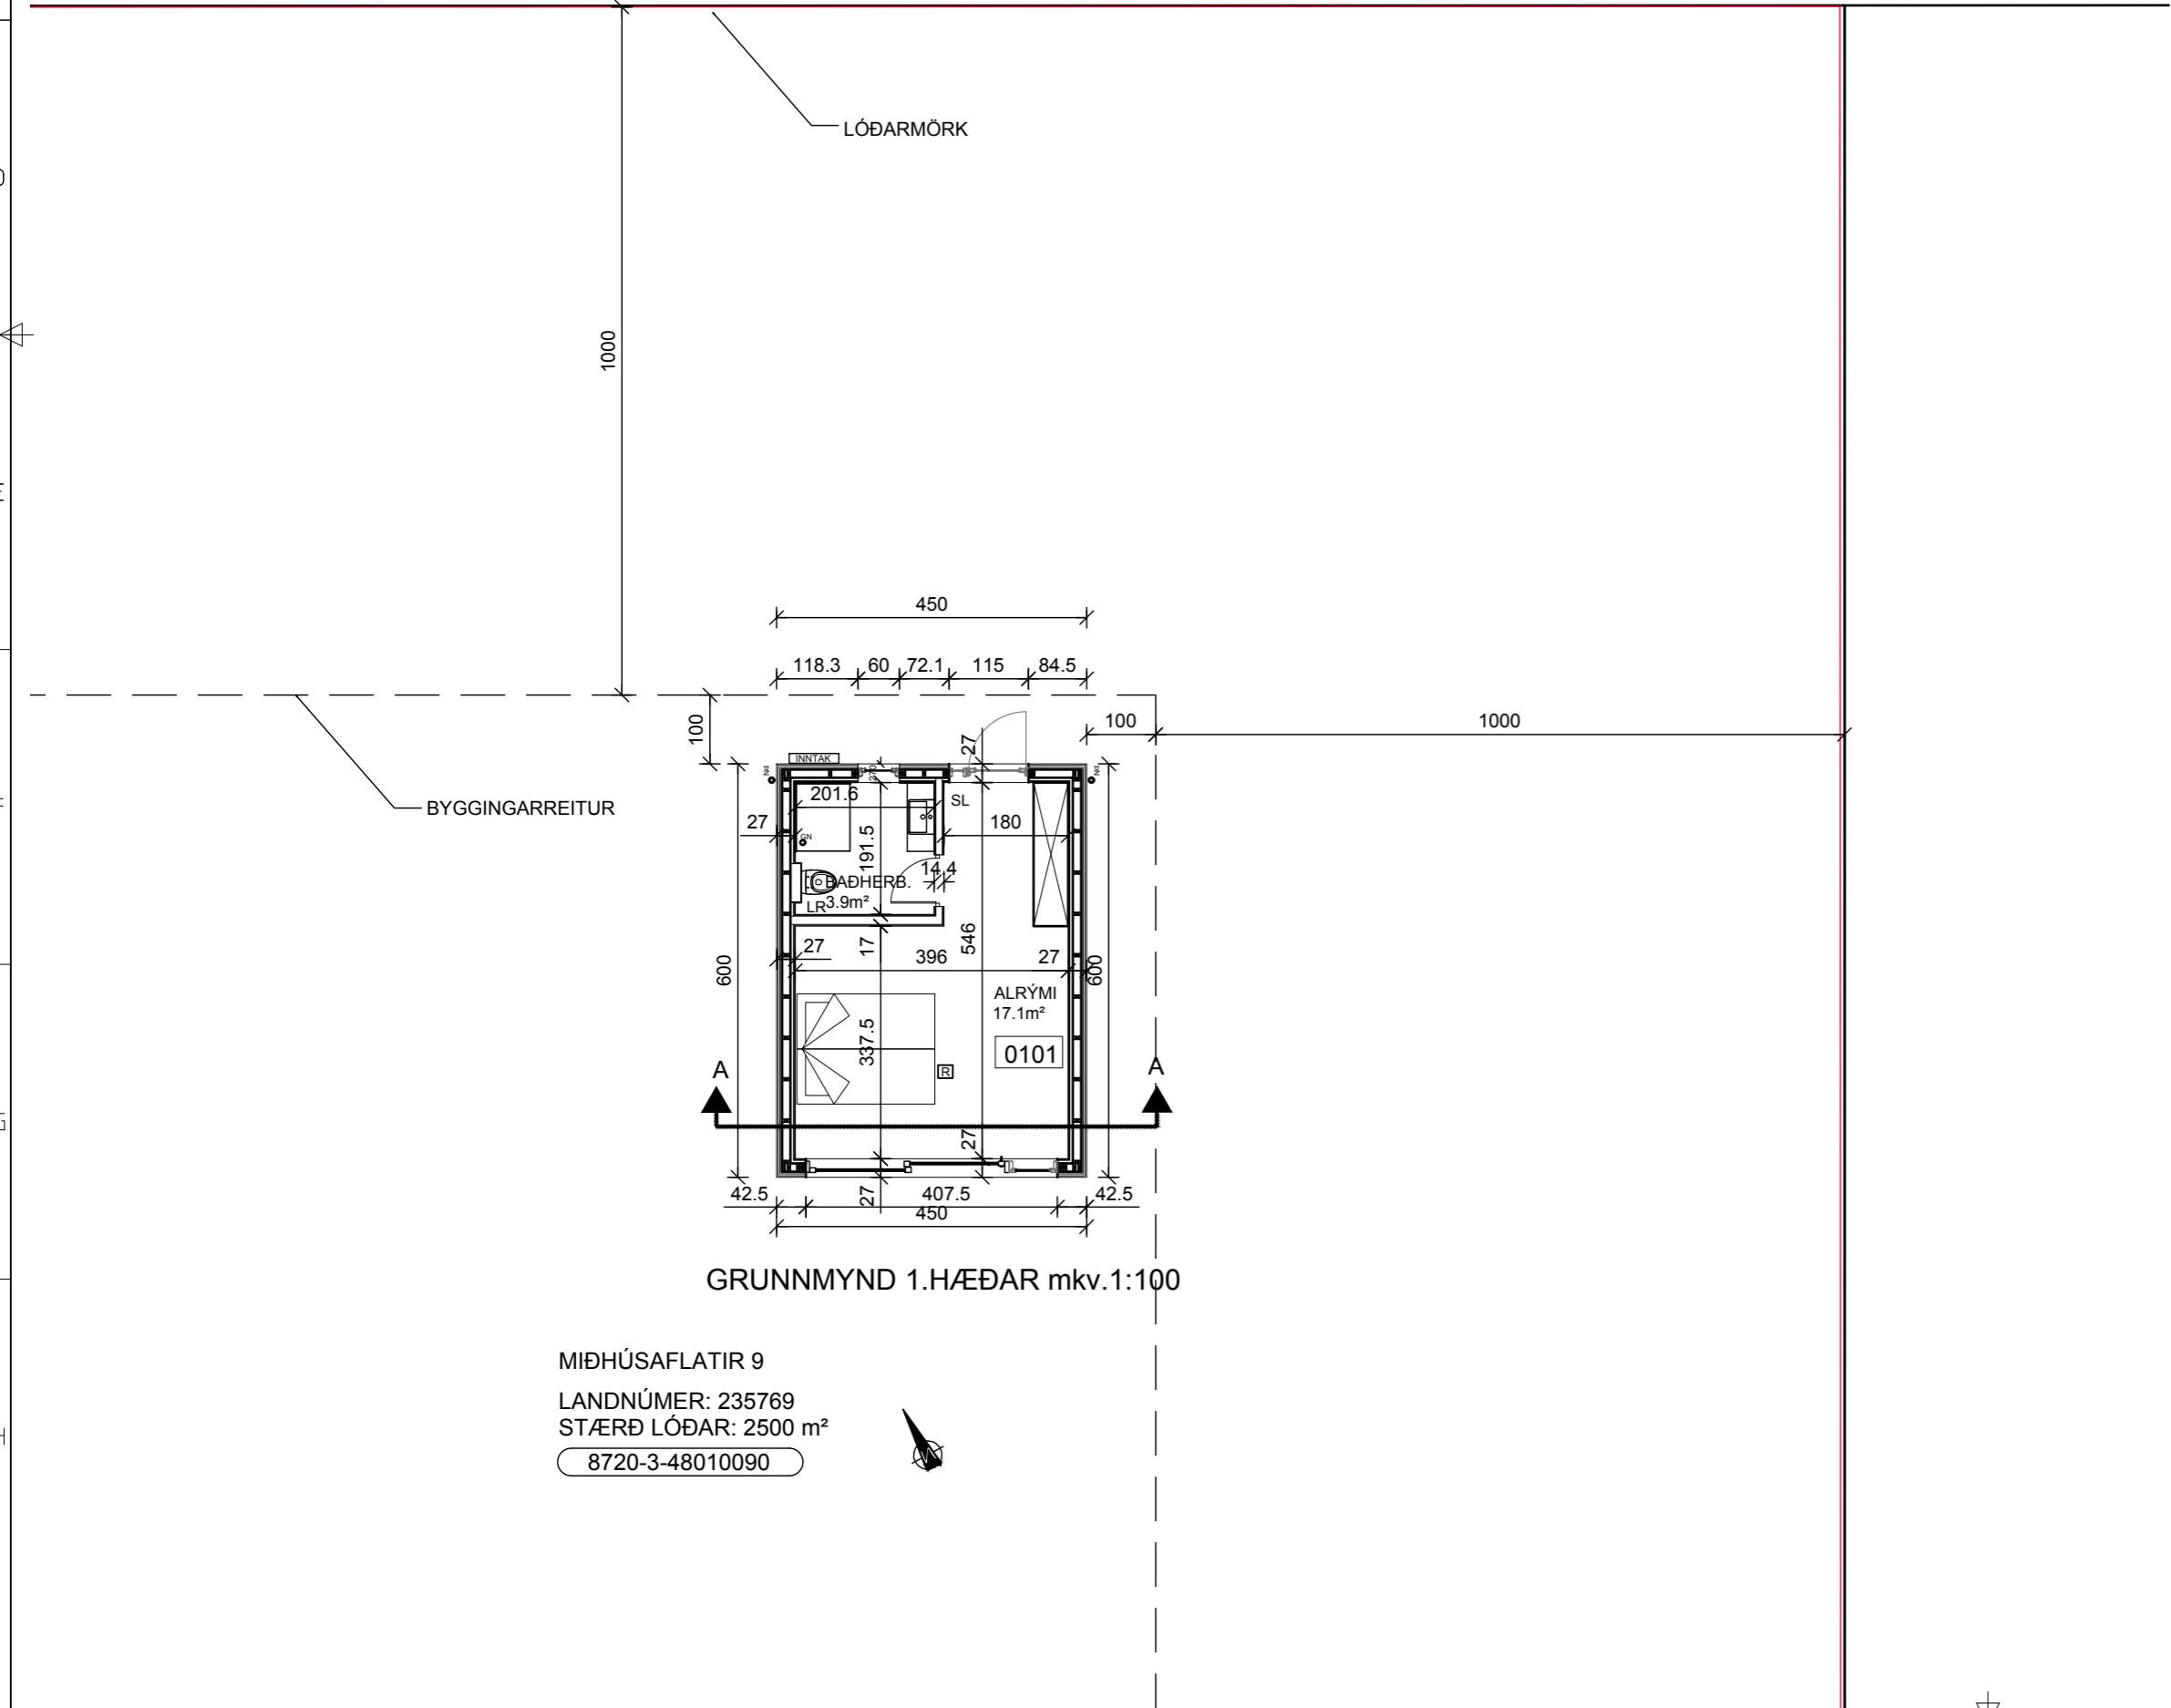 LÓÐARMÖRK
1000
450
118.3 60 72.1 115 84.5
100
100 1000
BYGGINGARREITUR
INNTAK
27
270
201.6
SL
27
180
GN
191.5
14.4
BAÐHERB.
3.9m²
LR
27
17
546
396
27
600
600
ALRÝMI
17.1m²
337.5
0101
R
A
A
27
42.5
27
407.5
42.5
450
GRUNNMYND 1.HÆÐAR mkv.1:100
MIÐHÚSAFLATIR 9
LANDNÚMER: 235769
STÆRÐ LÓÐAR: 2500 m²
8720-3-48010090